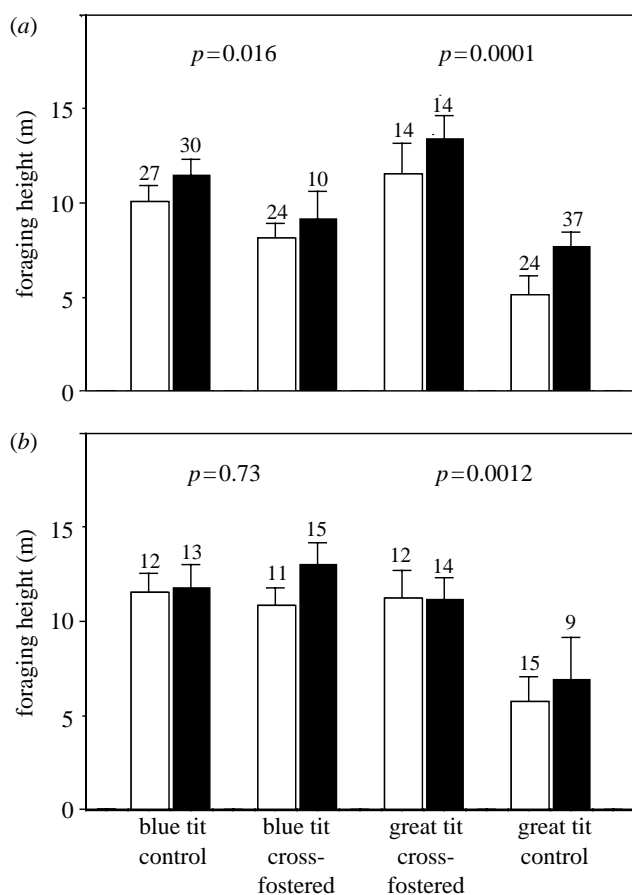 (a)
p=0.016 p=0.0001
15
10
5
0
foraging height (m)
27 30 24 10 14 14 24 37
(b)
p=0.73 p=0.0012
15
10
5
0
foraging height (m)
12 13 11 15 12 14 15 9
blue tit blue tit great tit great tit
control cross- cross- control
fostered fostered